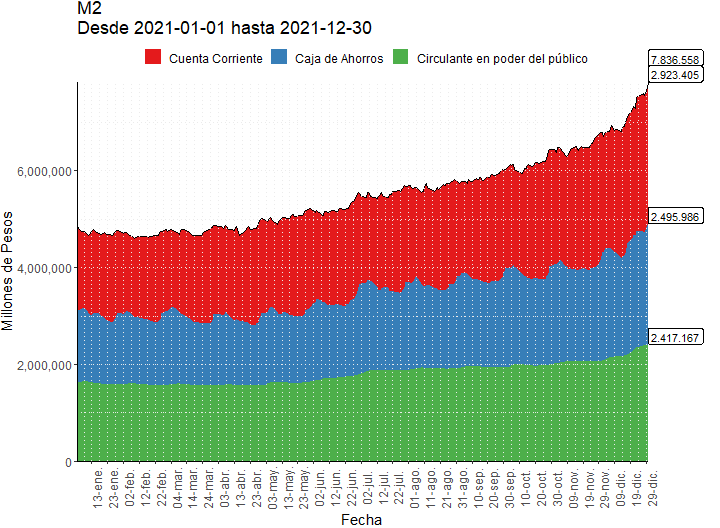 M2
Desde 2021-01-01 hasta 2021-12-30
Cuenta Corriente Caja de Ahorros Circulante en poder del público
7.836.558
2.923.405
2.495.986
2.417.167
Millones de Pesos
6,000,000
4,000,000
2,000,000
0
13-ene.
23-ene.
02-feb.
12-feb.
22-feb.
04-mar.
14-mar.
24-mar.
03-abr.
13-abr.
23-abr.
03-may.
13-may.
23-may.
02-jun.
12-jun.
22-jun.
02-jul.
12-jul.
22-jul.
01-ago.
11-ago.
21-ago.
31-ago.
10-sep.
20-sep.
30-sep.
10-oct.
20-oct.
30-oct.
09-nov.
19-nov.
29-nov.
09-dic.
19-dic.
29-dic.
Fecha